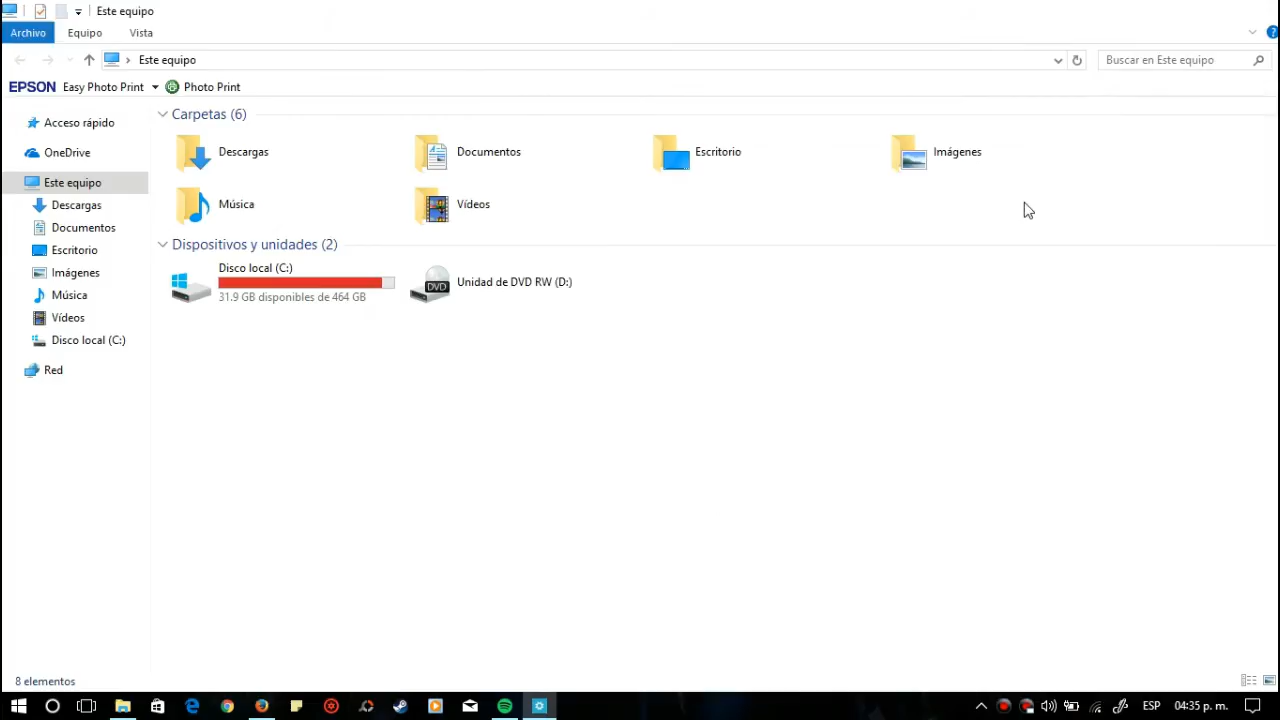 Este equipo
Archivo Equipo Vista
Este equipo
Buscar en Este equipo
EPSON Easy Photo Print Photo Print
Acceso rápido
OneDrive
Este equipo
Descargas
Documentos
Escritorio
Imágenes
Música
Vídeos
Disco local (C:)
Red
Carpetas (6)
Descargas
Documentos
Escritorio
Imágenes
Música
Vídeos
Dispositivos y unidades (2)
Disco local (C:)
31.9 GB disponibles de 464 GB
DVD
Unidad de DVD RW (D:)
8 elementos
ESP 04:35 p. m.